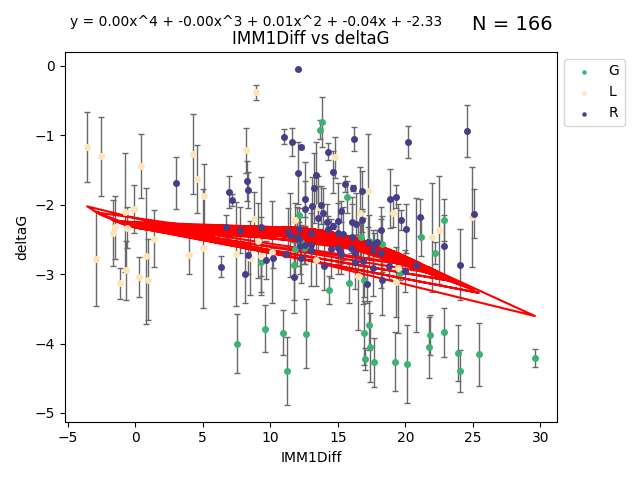 y = 0.00x^4 + -0.00x^3 + 0.01x^2 + -0.04x + -2.33
N = 166
IMM1Diff vs deltaG
G
L
R
deltaG
0
−1
−2
−3
−4
−5
−5 0 5 10 15 20 25 30
IMM1Diff